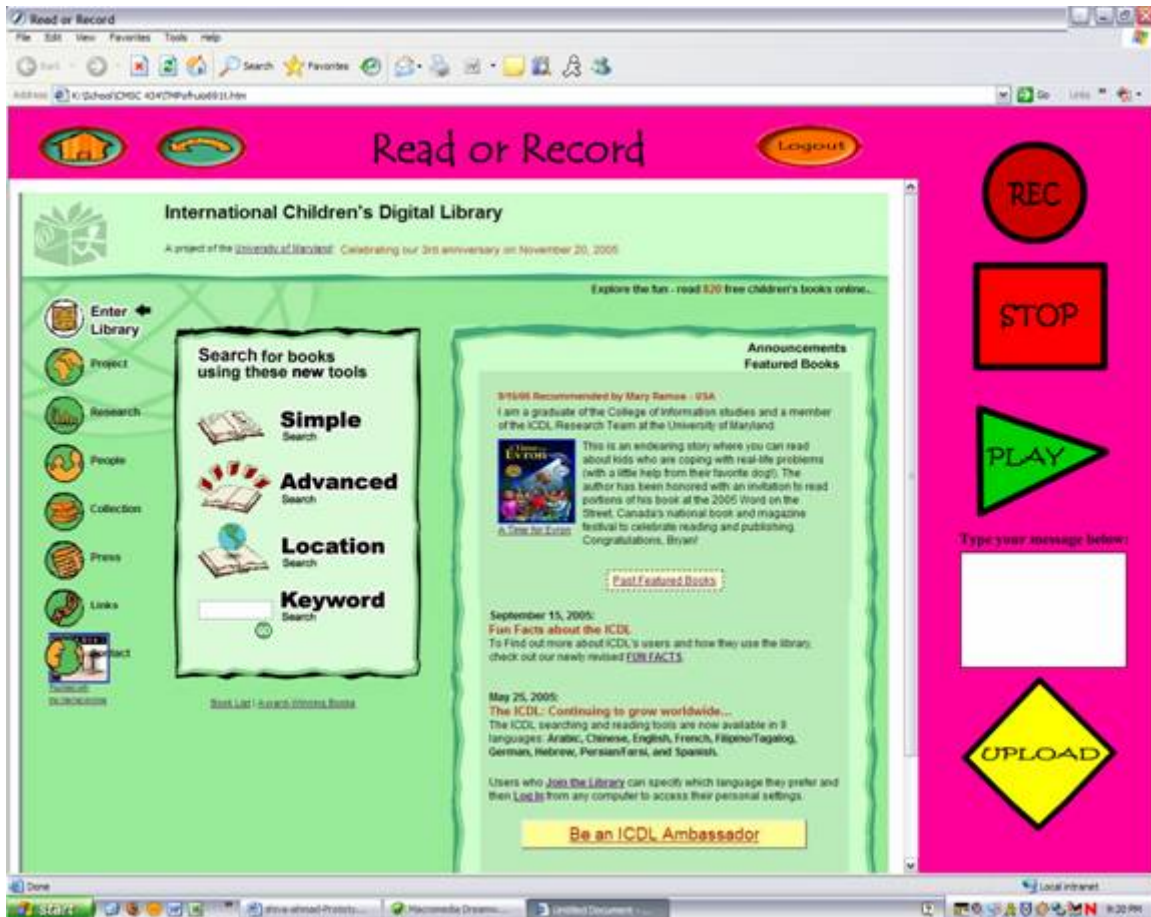 Read or Record
File Edit View Favorites Tools Help
Search Favorites
Go Links
Read or Record
Logout
REC
STOP
PLAY
Type your message below:
UPLOAD
International Children's Digital Library
A project of the University of Maryland Celebrating our 3rd anniversary on November 20, 2005
Explore the fun - read 820 free children's books online...
Enter
Library
Project
Research
People
Collection
Press
Links
Search for books
using these new tools
Simple
Search
Advanced
Search
Location
Search
Keyword
Search
Book List | Award-Winning Books
Announcements
Featured Books
Recommended by Mary - USA
I am a graduate of the College of Information studies and a member
of the ICDL Research Team at the University of Maryland.
This is an endearing story where you can read
about kids who are coping with real-life problems
(with a little help from their favorite dog!). The
author has been honored with an invitation to read
portions of his book at the 2005 Word on the
Street, Canada's national book and magazine
festival to celebrate reading and publishing.
Congratulations, Bryan!
A Time for Evron
Past Featured Books
September 15, 2005:
Fun Facts about the ICDL
To Find out more about ICDL's users and how they use the library,
check out our newly revised FUN FACTS.
May 25, 2005:
The ICDL: Continuing to grow worldwide...
The ICDL searching and reading tools are now available in 9
languages: Arabic, Chinese, English, French, Filipino/Tagalog,
German, Hebrew, Persian/Farsi, and Spanish.
Users who Join the Library can specify which language they prefer and
then Log In from any computer to access their personal settings.
Be an ICDL Ambassador
Done
Local intranet
start
Macromedia Dreamw...
Untitled Document - ...
9:20 PM